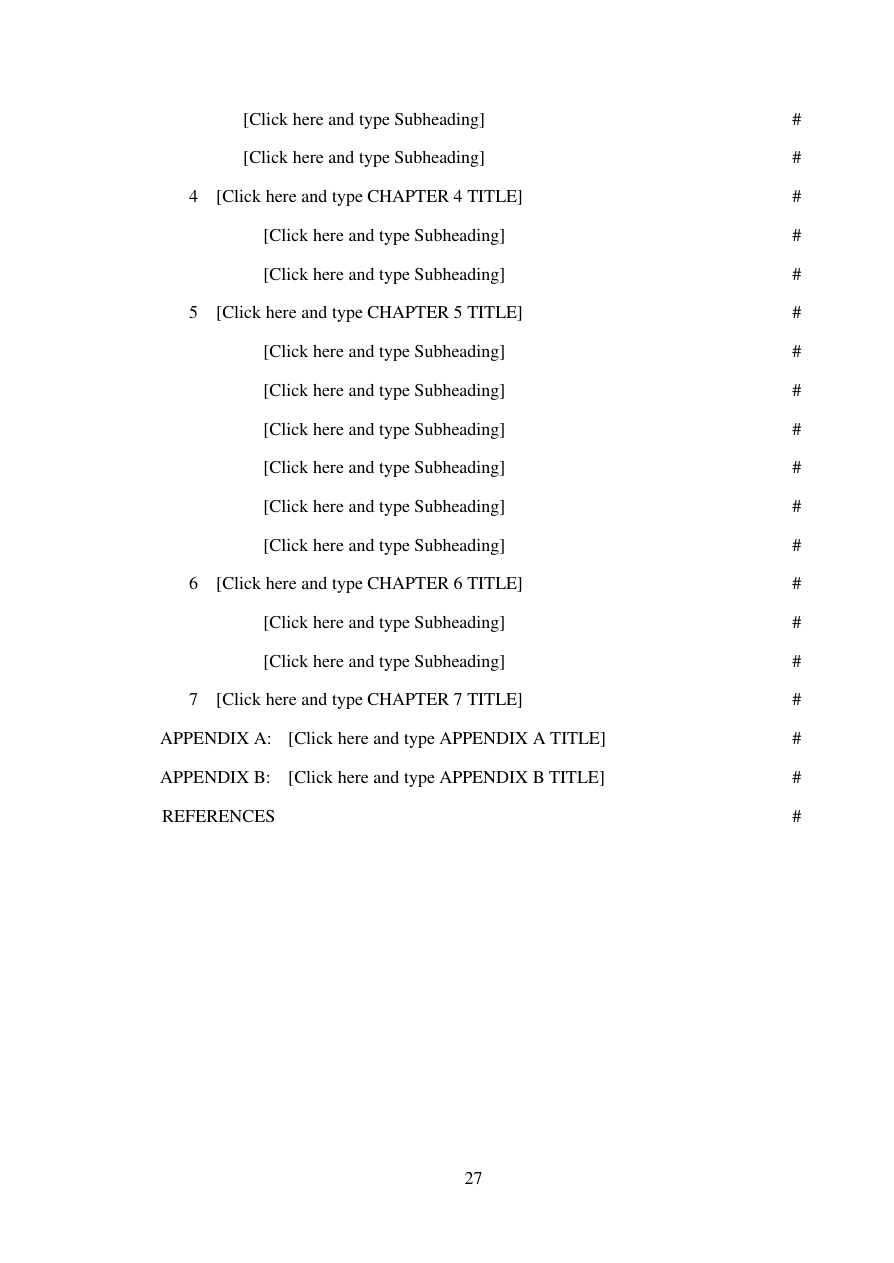 [Click here and type Subheading] #
[Click here and type Subheading] #
4 [Click here and type CHAPTER 4 TITLE] #
[Click here and type Subheading] #
[Click here and type Subheading] #
5 [Click here and type CHAPTER 5 TITLE] #
[Click here and type Subheading] #
[Click here and type Subheading] #
[Click here and type Subheading] #
[Click here and type Subheading] #
[Click here and type Subheading] #
[Click here and type Subheading] #
6 [Click here and type CHAPTER 6 TITLE] #
[Click here and type Subheading] #
[Click here and type Subheading] #
7 [Click here and type CHAPTER 7 TITLE] #
APPENDIX A: [Click here and type APPENDIX A TITLE] #
APPENDIX B: [Click here and type APPENDIX B TITLE] #
REFERENCES #
27